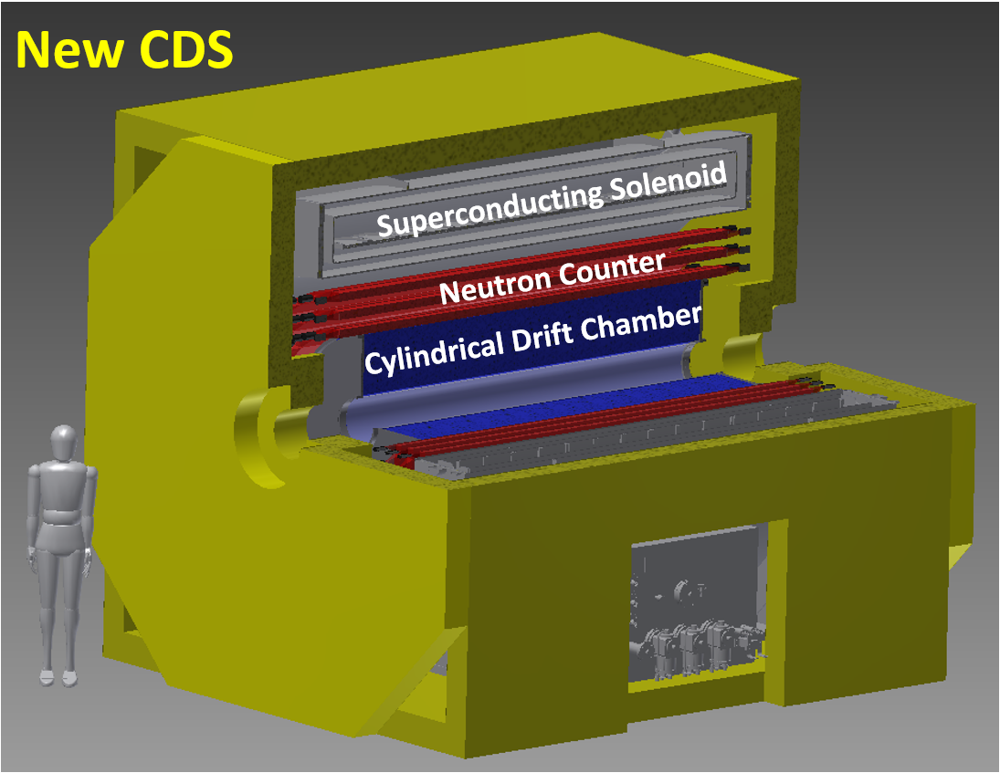 New CDS
Superconducting Solenoid
Neutron Counter
Cylindrical Drift Chamber